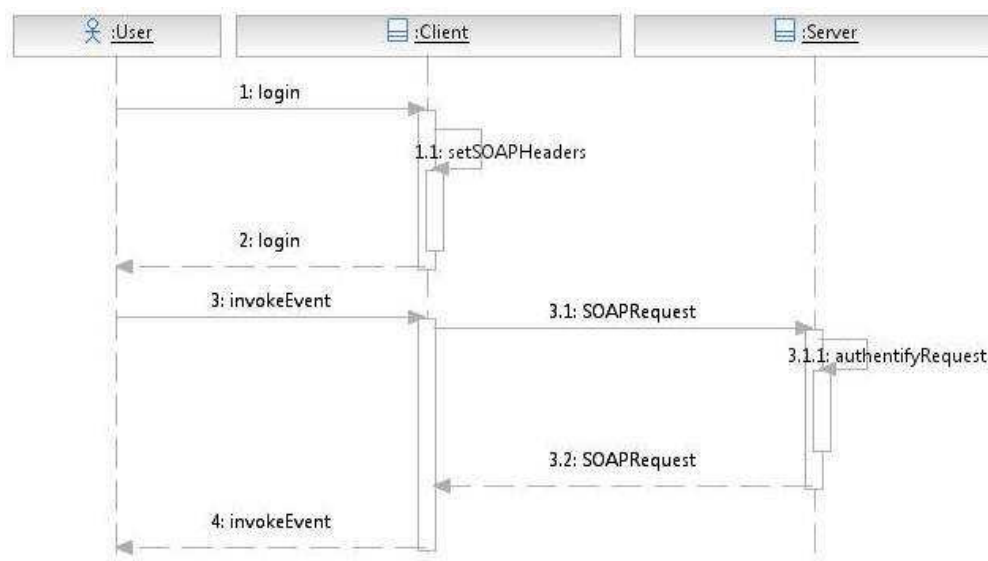 :User
:Client
:Server
1: login
1.1: setSOAPHeaders
2: login
3: invokeEvent
3.1: SOAPRequest
3.1.1: authentifyRequest
3.2: SOAPRequest
4: invokeEvent